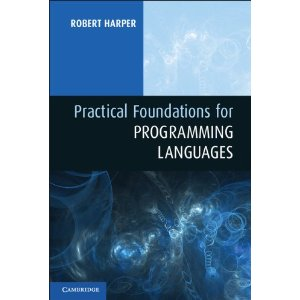 ROBERT HARPER
Practical Foundations for
PROGRAMMING
LANGUAGES
CAMBRIDGE